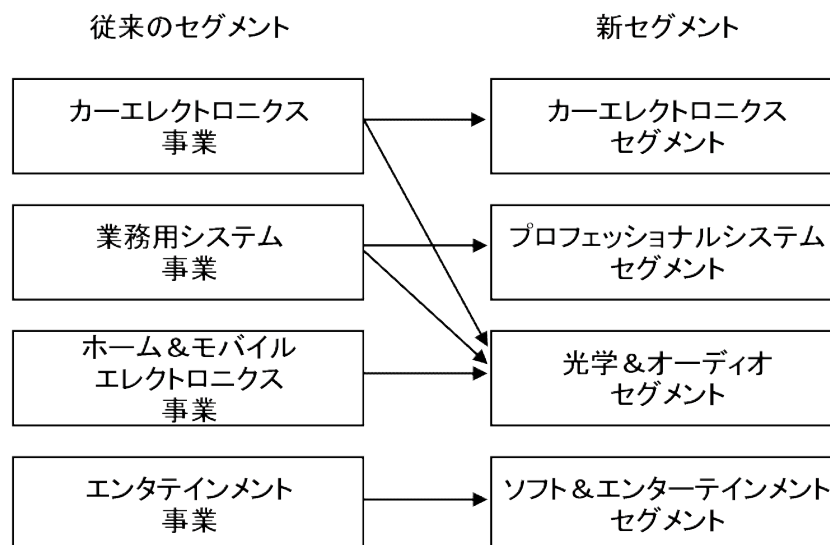 従来のセグメント
新セグメント
カーエレクトロニクス
事業
カーエレクトロニクス
セグメント
業務用システム
事業
プロフェッショナルシステム
セグメント
ホーム＆モバイル
エレクトロニクス
事業
光学＆オーディオ
セグメント
エンタテインメント
事業
ソフト＆エンターテインメント
セグメント